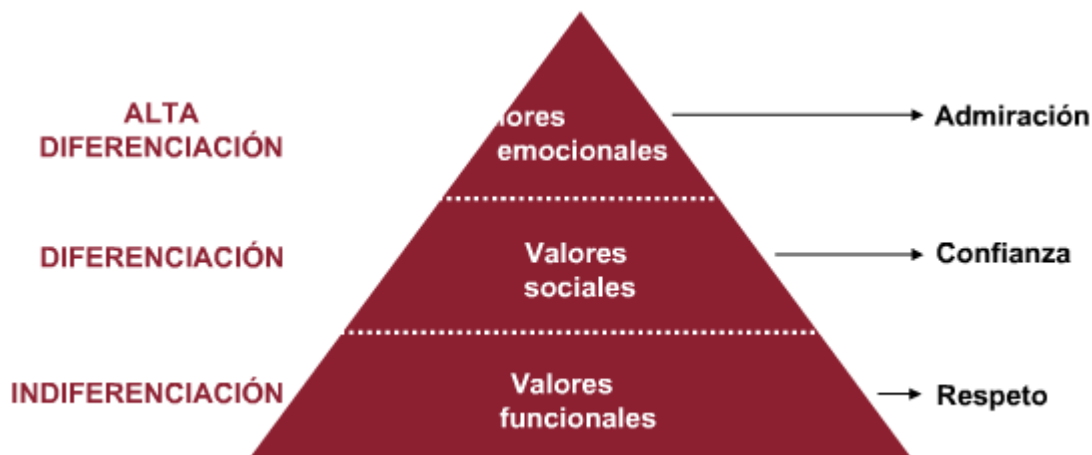 ALTA
DIFERENCIACIÓN
lores
emocionales
Admiración
DIFERENCIACIÓN
Valores
sociales
Confianza
INDIFERENCIACIÓN
Valores
funcionales
Respeto